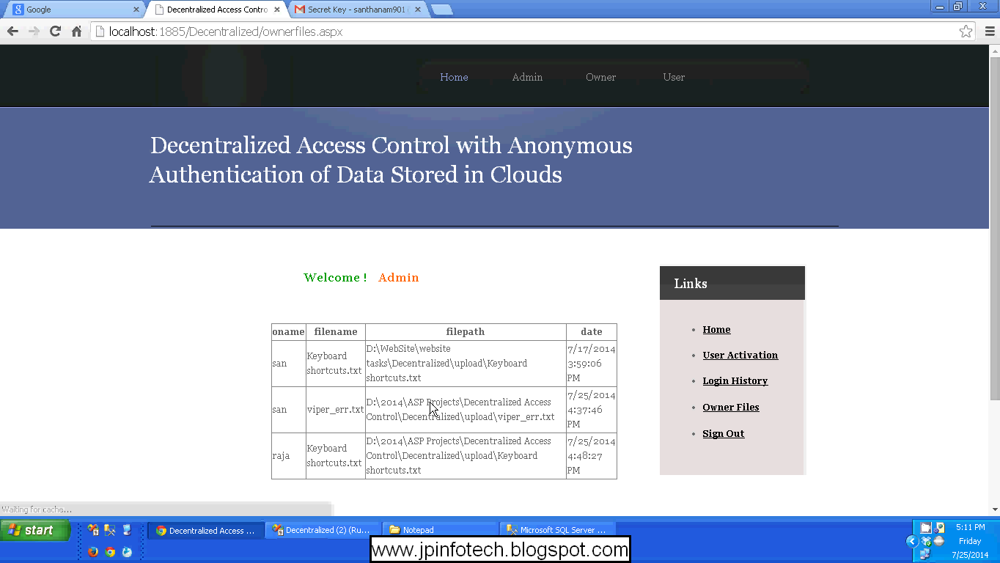 Google
Decentralized Access Contro
Secret Key - santhanam901
localhost:1885/Decentralized/ownerfiles.aspx
Home Admin Owner User
Decentralized Access Control with Anonymous
Authentication of Data Stored in Clouds
Welcome ! Admin
oname filename filepath date
san
Keyboard
shortcuts.txt
D:\WebSite\website
tasks\Decentralized\upload\Keyboard
shortcuts.txt
7/17/2014
3:59:06
PM
san
viper_err.txt
D:\2014\ASP Projects\Decentralized Access
Control\Decentralized\upload\viper_err.txt
7/25/2014
4:37:46
PM
raja
Keyboard
shortcuts.txt
D:\2014\ASP Projects\Decentralized Access
Control\Decentralized\upload\Keyboard
shortcuts.txt
7/25/2014
4:48:27
PM
Links
Home
User Activation
Login History
Owner Files
Sign Out
Waiting for cache...
start
Decentralized Access ...
Decentralized (2) (Ru...
Notepad
Microsoft SQL Server ...
5:11 PM
Friday
7/25/2014
www.jpinfotech.blogspot.com